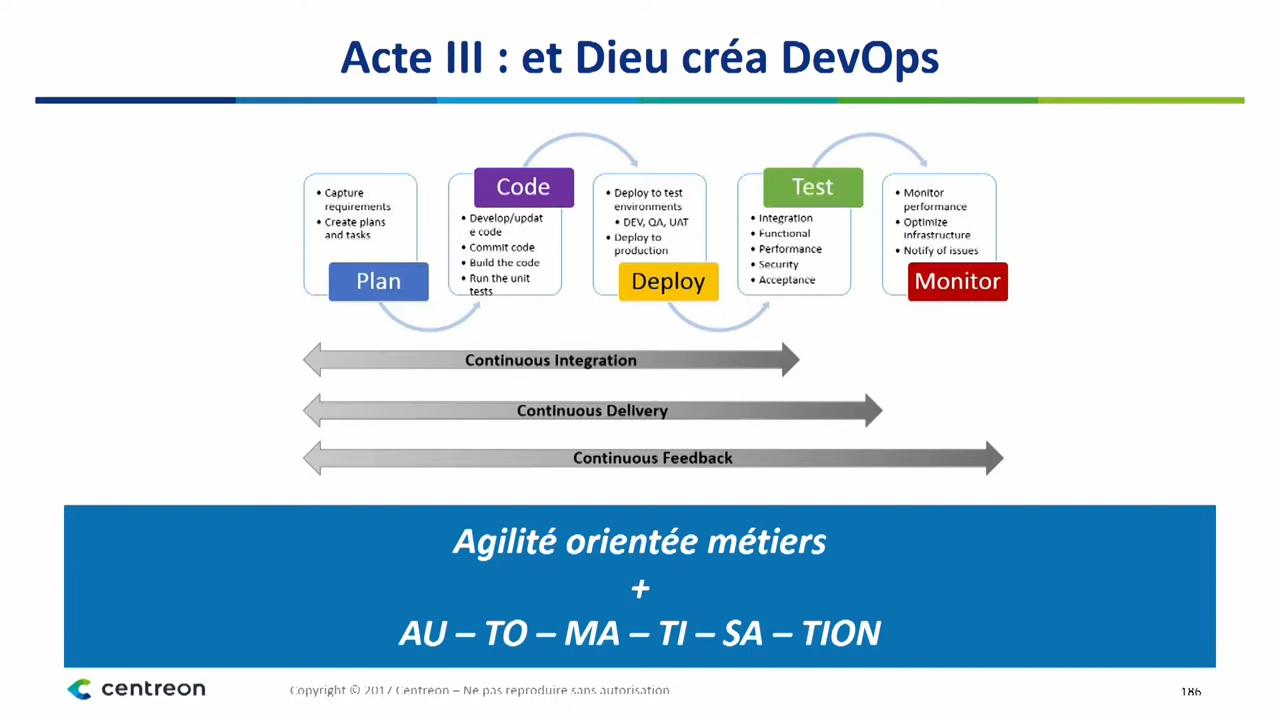 Acte III : et Dieu créa DevOps
• Capture
requirements
• Create plans
and tasks
Plan
Code
• Develop/updat
e code
• Commit code
• Build the code
• Run the unit
tests
• Deploy to test
environments
• DEV, QA, UAT
• Deploy to
production
Deploy
Test
• Integration
• Functional
• Performance
• Security
• Acceptance
• Monitor
performance
• Optimize
infrastructure
• Notify of issues
Monitor
Continuous Integration
Continuous Delivery
Continuous Feedback
Agilité orientée métiers
+
AU – TO – MA – TI – SA – TION
centreon
Copyright © 2017 Centreon – Ne pas reproduire sans autorisation
186